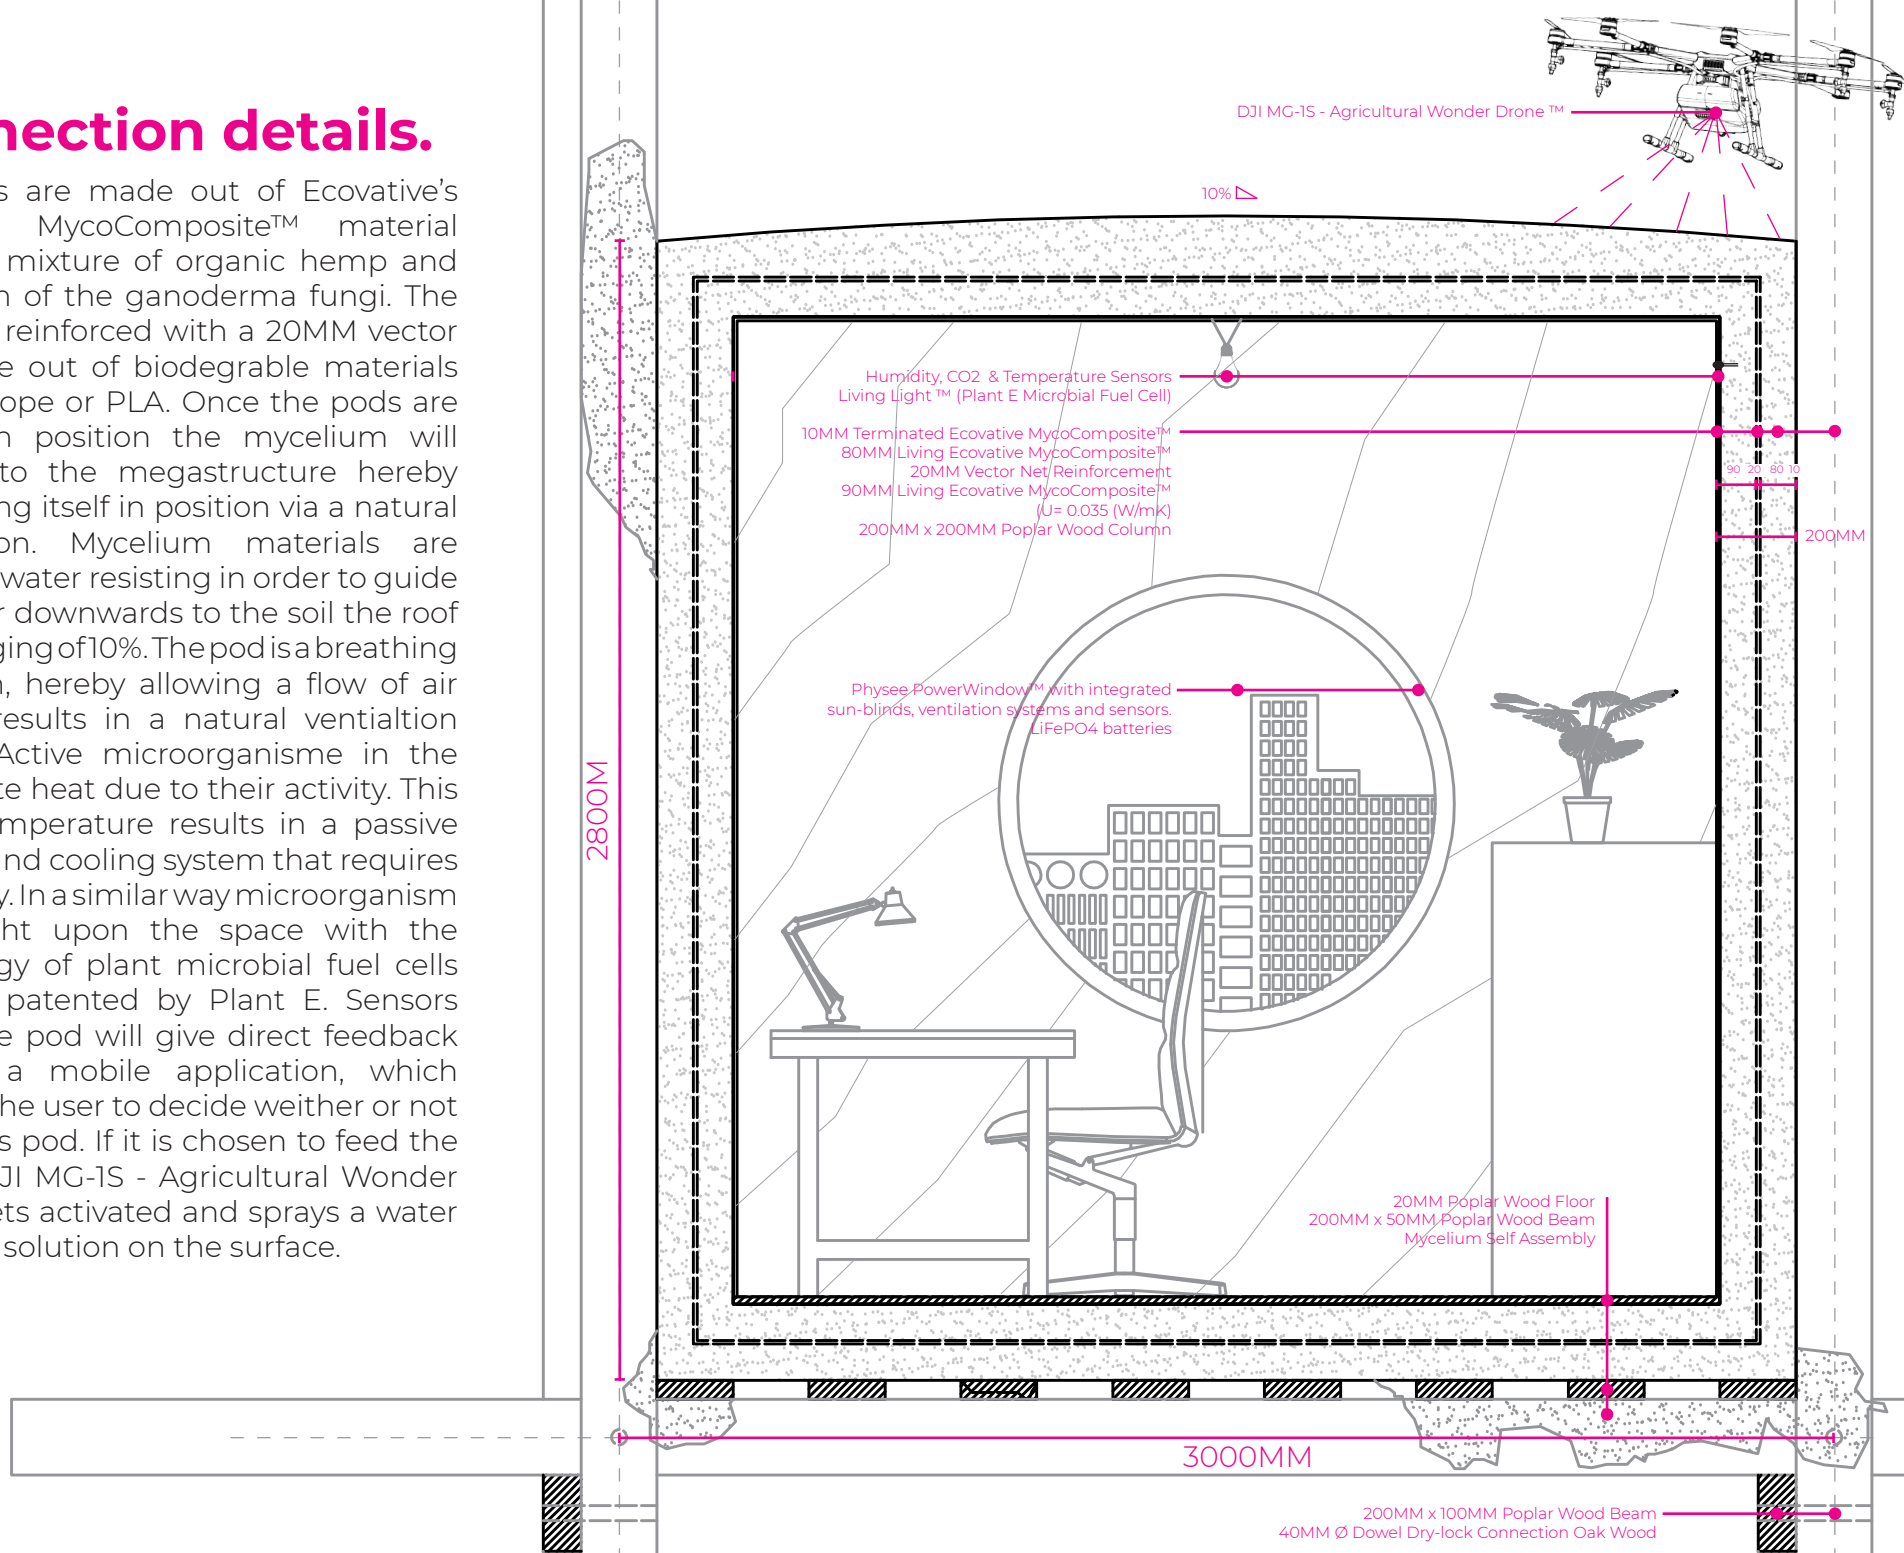 nection details.
s are made out of Ecovative's
MycoComposite™ material
mixture of organic hemp and
n of the ganoderma fungi. The
reinforced with a 20MM vector
e out of biodegrable materials
ope or PLA. Once the pods are
n position the mycelium will
to the megastructure hereby
ng itself in position via a natural
on. Mycelium materials are
water resisting in order to guide
r downwards to the soil the roof
ging of 10%. The pod is a breathing
n, hereby allowing a flow of air
results in a natural ventialtion
Active microorganisme in the
te heat due to their activity. This
mperature results in a passive
nd cooling system that requires
y. In a similar way microorganism
ht upon the space with the
gy of plant microbial fuel cells
patented by Plant E. Sensors
e pod will give direct feedback
a mobile application, which
he user to decide weither or not
s pod. If it is chosen to feed the
JI MG-1S - Agricultural Wonder
ets activated and sprays a water
solution on the surface.
DJI MG-1S - Agricultural Wonder Drone ™
10%
Humidity, CO2 & Temperature Sensors
Living Light ™ (Plant E Microbial Fuel Cell)
10MM Terminated Ecovative MycoComposite™
80MM Living Ecovative MycoComposite™
20MM Vector Net Reinforcement
90MM Living Ecovative MycoComposite™
(U= 0.035 (W/mK)
200MM x 200MM Poplar Wood Column
90 20 80 10
200MM
Physee PowerWindow™ with integrated
sun-blinds, ventilation systems and sensors.
LiFePO4 batteries
2800M
20MM Poplar Wood Floor
200MM x 50MM Poplar Wood Beam
Mycelium Self Assembly
3000MM
200MM x 100MM Poplar Wood Beam
40MM Ø Dowel Dry-lock Connection Oak Wood